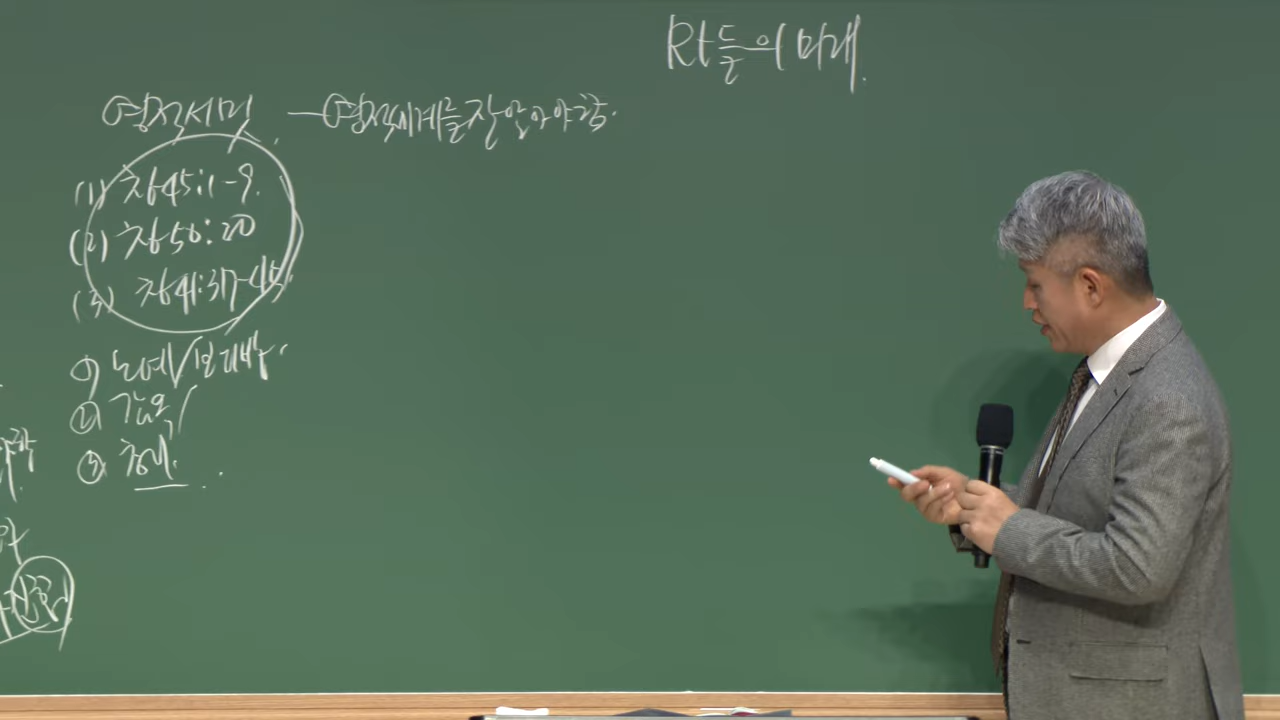 RT들의 미래.
영적서밋 — 영적세계를 잘 알아야 함.
(1) 창45:1-9.
(2) 창50:20
(3) 창41:37-45.
① 노예/보디발.
② 감옥/
③ 총리.